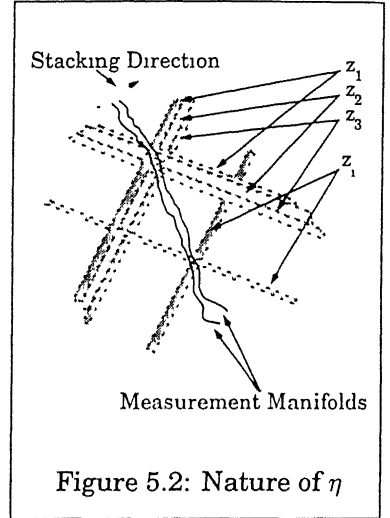 Stacking Direction
z₁
z₂
z₃
z₁
Measurement Manifolds
Figure 5.2: Nature of η